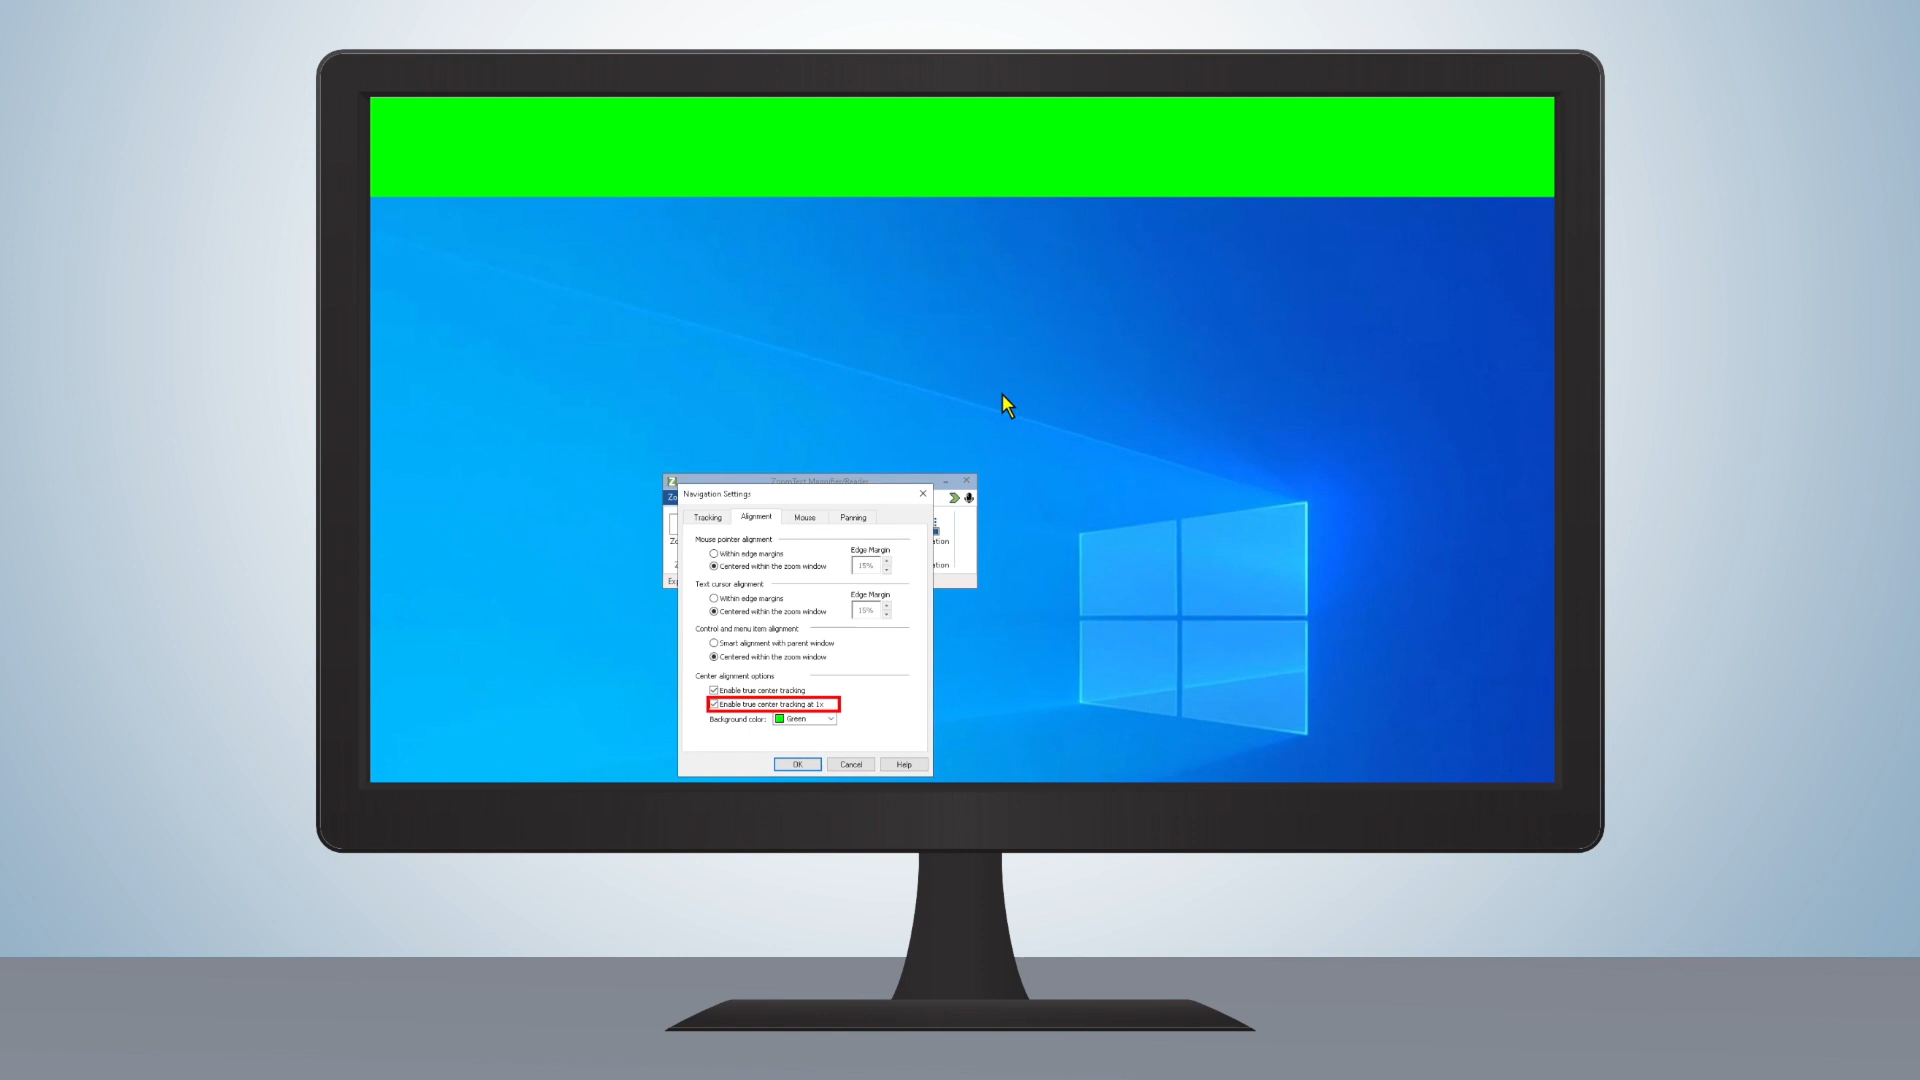 ZoomText Magnifier/Reader
Navigation Settings
Tracking
Alignment
Mouse
Panning
Mouse pointer alignment
Within edge margins
Edge Margin
Centered within the zoom window
15%
Text cursor alignment
Within edge margins
Edge Margin
Centered within the zoom window
15%
Control and menu item alignment
Smart alignment with parent window
Centered within the zoom window
Center alignment options
Enable true center tracking
Enable true center tracking at 1x
Background color:
Green
OK
Cancel
Help